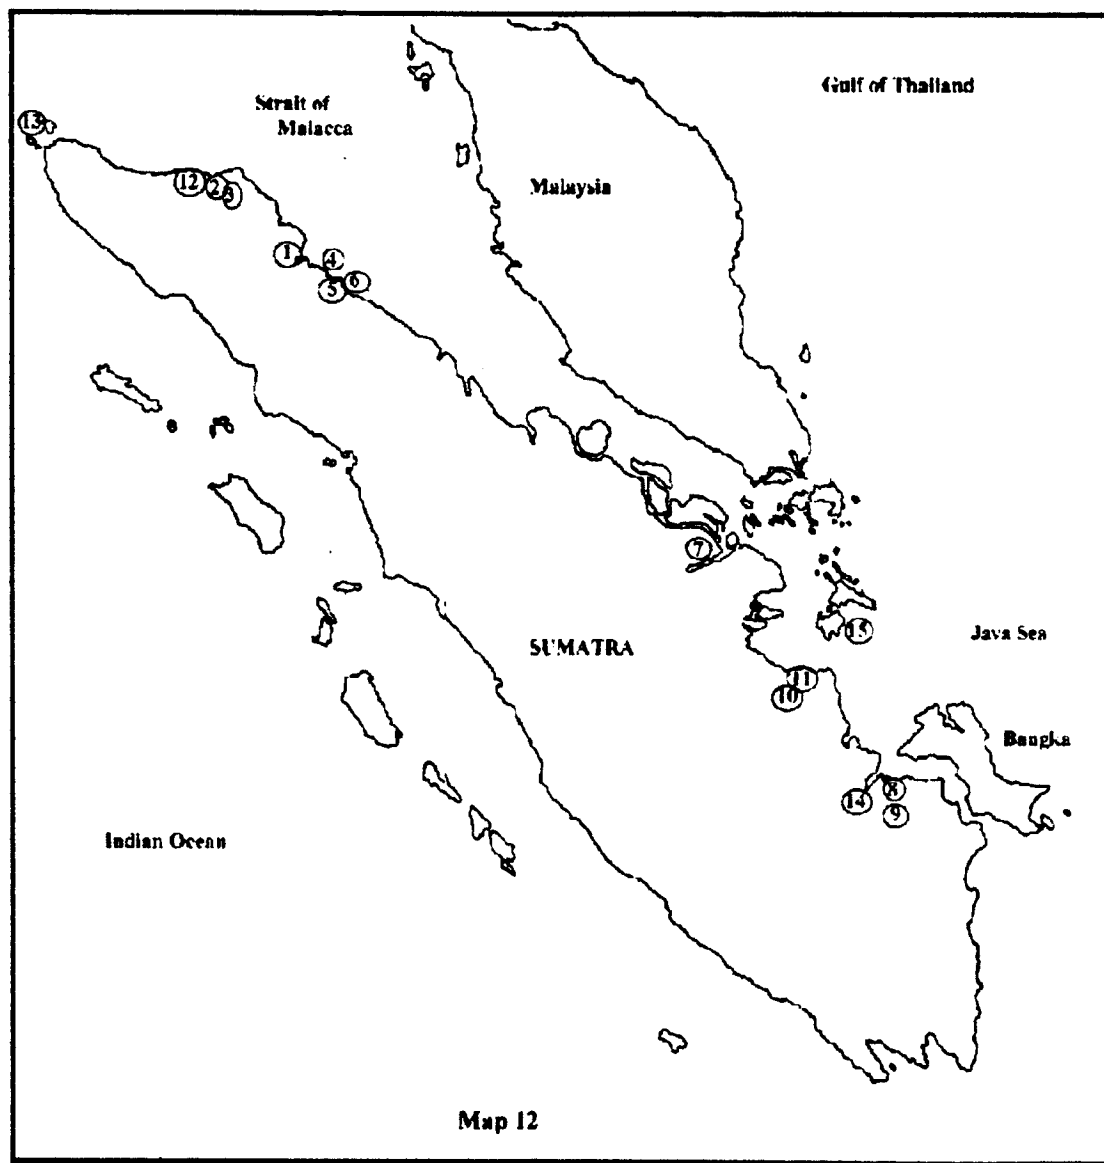 Gulf of Thailand
Strait of
Malacca
13
Malaysia
12
2
3
1
4
5
6
7
15
SUMATRA
Java Sea
11
10
Bangka
14
8
9
Indian Ocean
Map 12